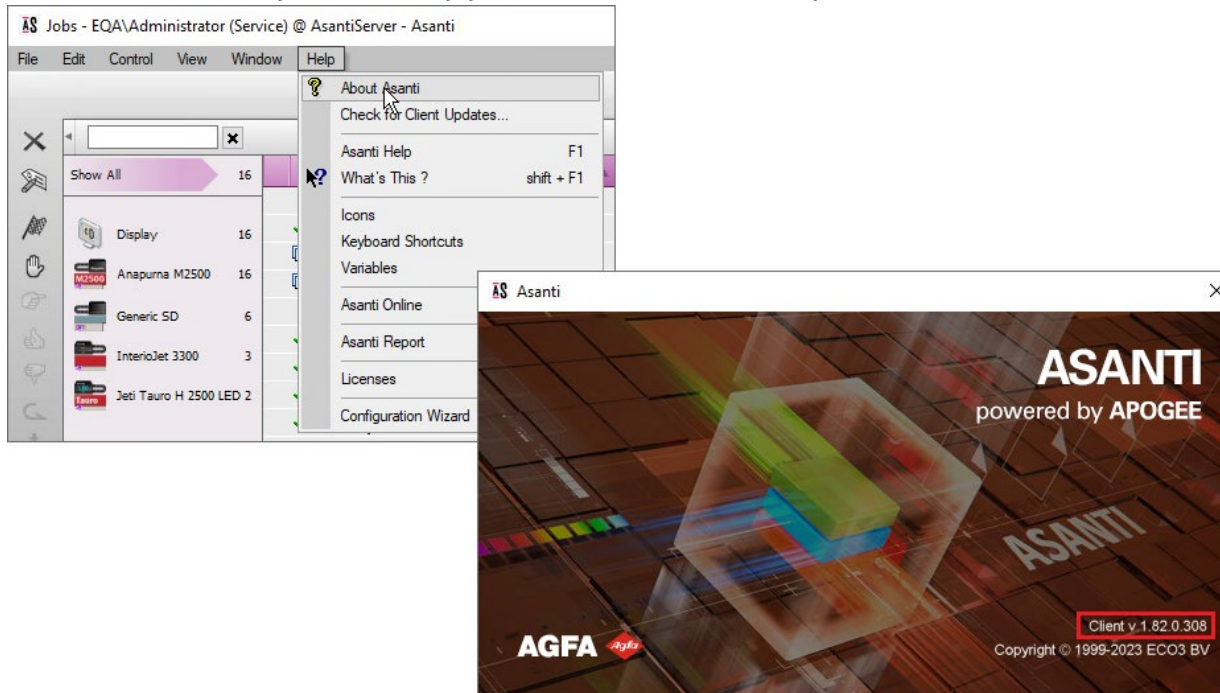 AS Jobs - EQA\Administrator (Service) @ AsantiServer - Asanti
File Edit Control View Window Help
About Asanti
Check for Client Updates...
Asanti Help F1
What's This ? shift + F1
Icons
Keyboard Shortcuts
Variables
Asanti Online
Asanti Report
Licenses
Configuration Wizard
Show All 16
Display 16
M2500 Anapurna M2500 16
Generic SD 6
InterioJet 3300 3
Tauro Jeti Tauro H 2500 LED 2
AS Asanti
ASANTI
powered by APOGEE
ASANTI
AGFA Agfa
Client v 1.82.0.308
Copyright © 1999-2023 ECO3 BV